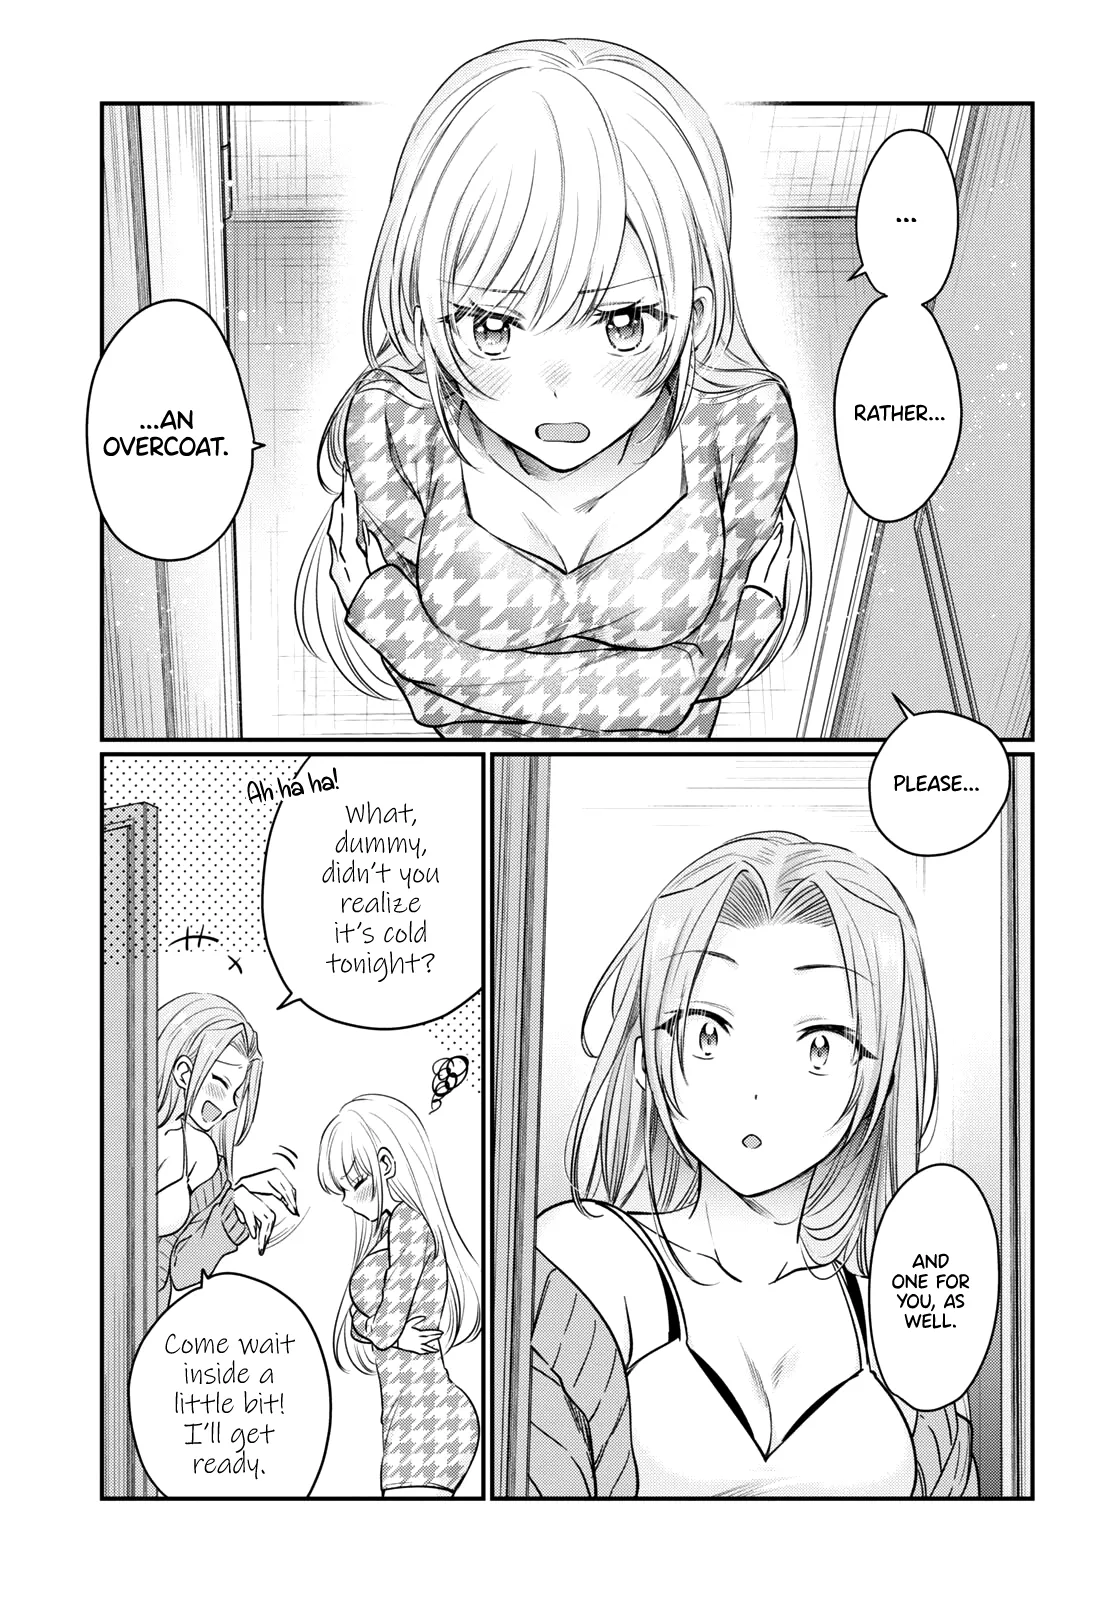 ...
RATHER...
...AN
OVERCOAT.
PLEASE...
AND
ONE FOR
YOU, AS
WELL.
Ah ha ha!
What,
dummy,
didn't you
realize
it's cold
tonight?
Come wait
inside a
little bit!
I'll get
ready.